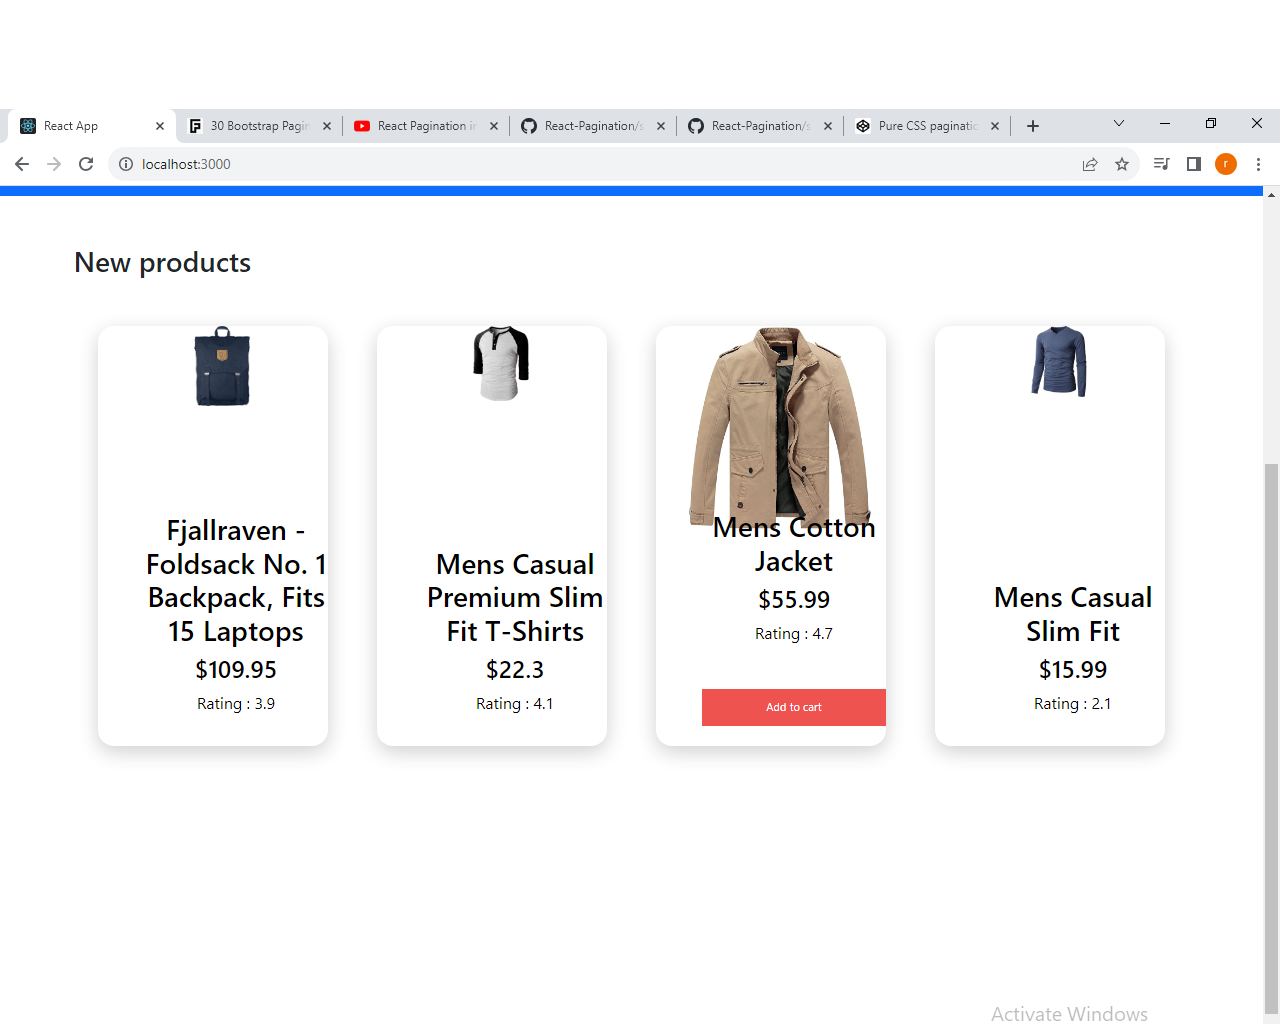 React App
30 Bootstrap Pagin
React Pagination in
React-Pagination/s
React-Pagination/s
Pure CSS paginatic
localhost:3000
r
New products
Fjallraven -
Foldsack No. 1
Backpack, Fits
15 Laptops
$109.95
Rating : 3.9
Mens Casual
Premium Slim
Fit T-Shirts
$22.3
Rating : 4.1
Mens Cotton
Jacket
$55.99
Rating : 4.7
Add to cart
Mens Casual
Slim Fit
$15.99
Rating : 2.1
Activate Windows